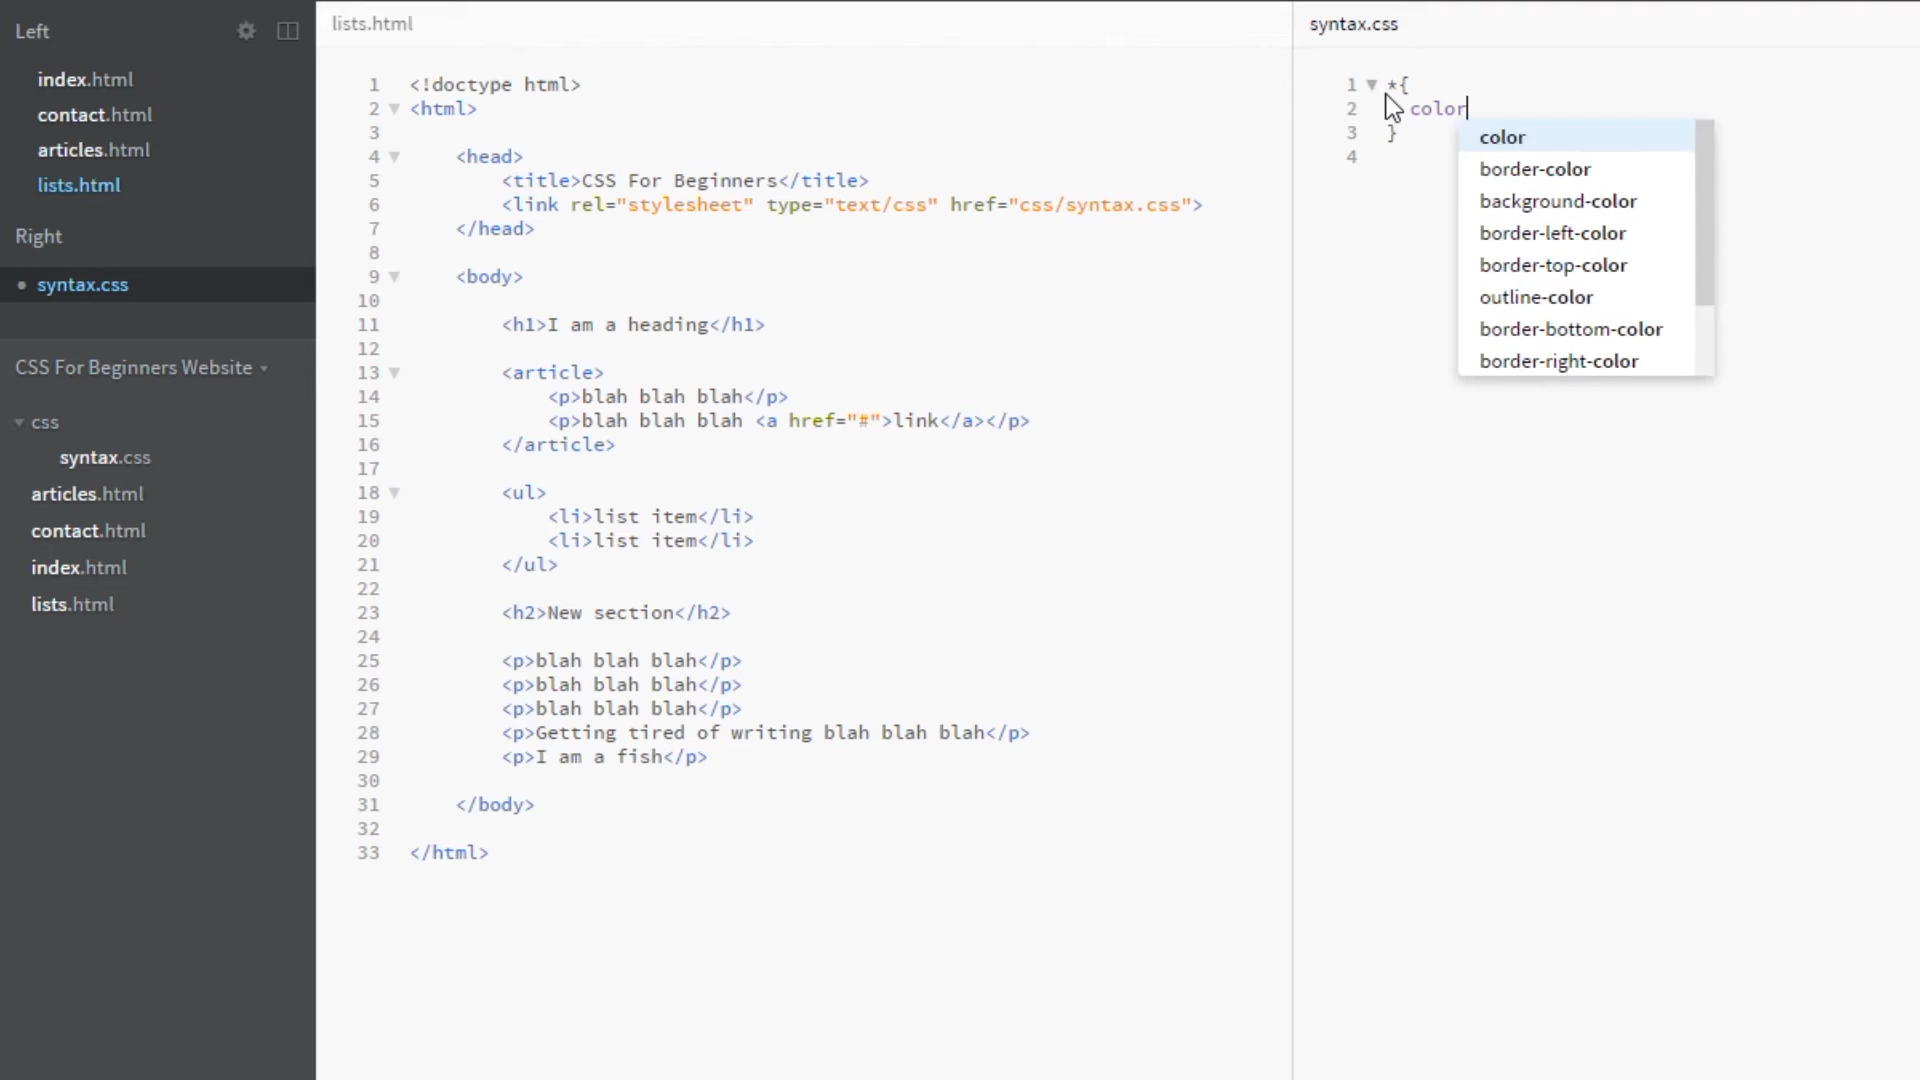 Left
index.html
contact.html
articles.html
lists.html
Right
syntax.css
CSS For Beginners Website
css
syntax.css
articles.html
contact.html
index.html
lists.html
lists.html
1 <!doctype html>
2 <html>
3
4 <head>
5 <title>CSS For Beginners</title>
6 <link rel="stylesheet" type="text/css" href="css/syntax.css">
7 </head>
8
9 <body>
10
11 <h1>I am a heading</h1>
12
13 <article>
14 <p>blah blah blah</p>
15 <p>blah blah blah <a href="#">link</a></p>
16 </article>
17
18 <ul>
19 <li>list item</li>
20 <li>list item</li>
21 </ul>
22
23 <h2>New section</h2>
24
25 <p>blah blah blah</p>
26 <p>blah blah blah</p>
27 <p>blah blah blah</p>
28 <p>Getting tired of writing blah blah blah</p>
29 <p>I am a fish</p>
30
31 </body>
32
33 </html>
syntax.css
1 *{
2 color
3 }
4
color
border-color
background-color
border-left-color
border-top-color
outline-color
border-bottom-color
border-right-color